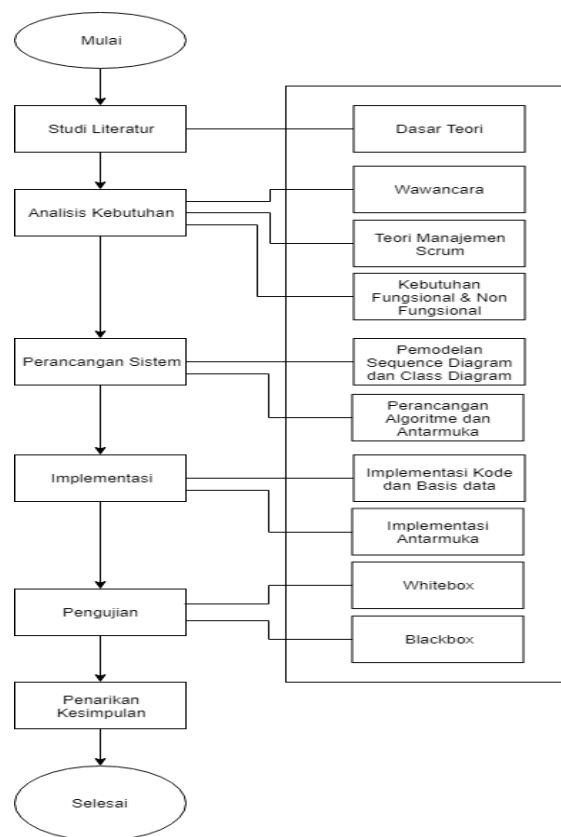 Mulai
Studi Literatur
Dasar Teori
Analisis Kebutuhan
Wawancara
Teori Manajemen
Scrum
Kebutuhan
Fungsional & Non
Fungsional
Perancangan Sistem
Pemodelan
Sequence Diagram
dan Class Diagram
Perancangan
Algoritme dan
Antarmuka
Implementasi
Implementasi Kode
dan Basis data
Implementasi
Antarmuka
Pengujian
Whitebox
Blackbox
Penarikan
Kesimpulan
Selesai